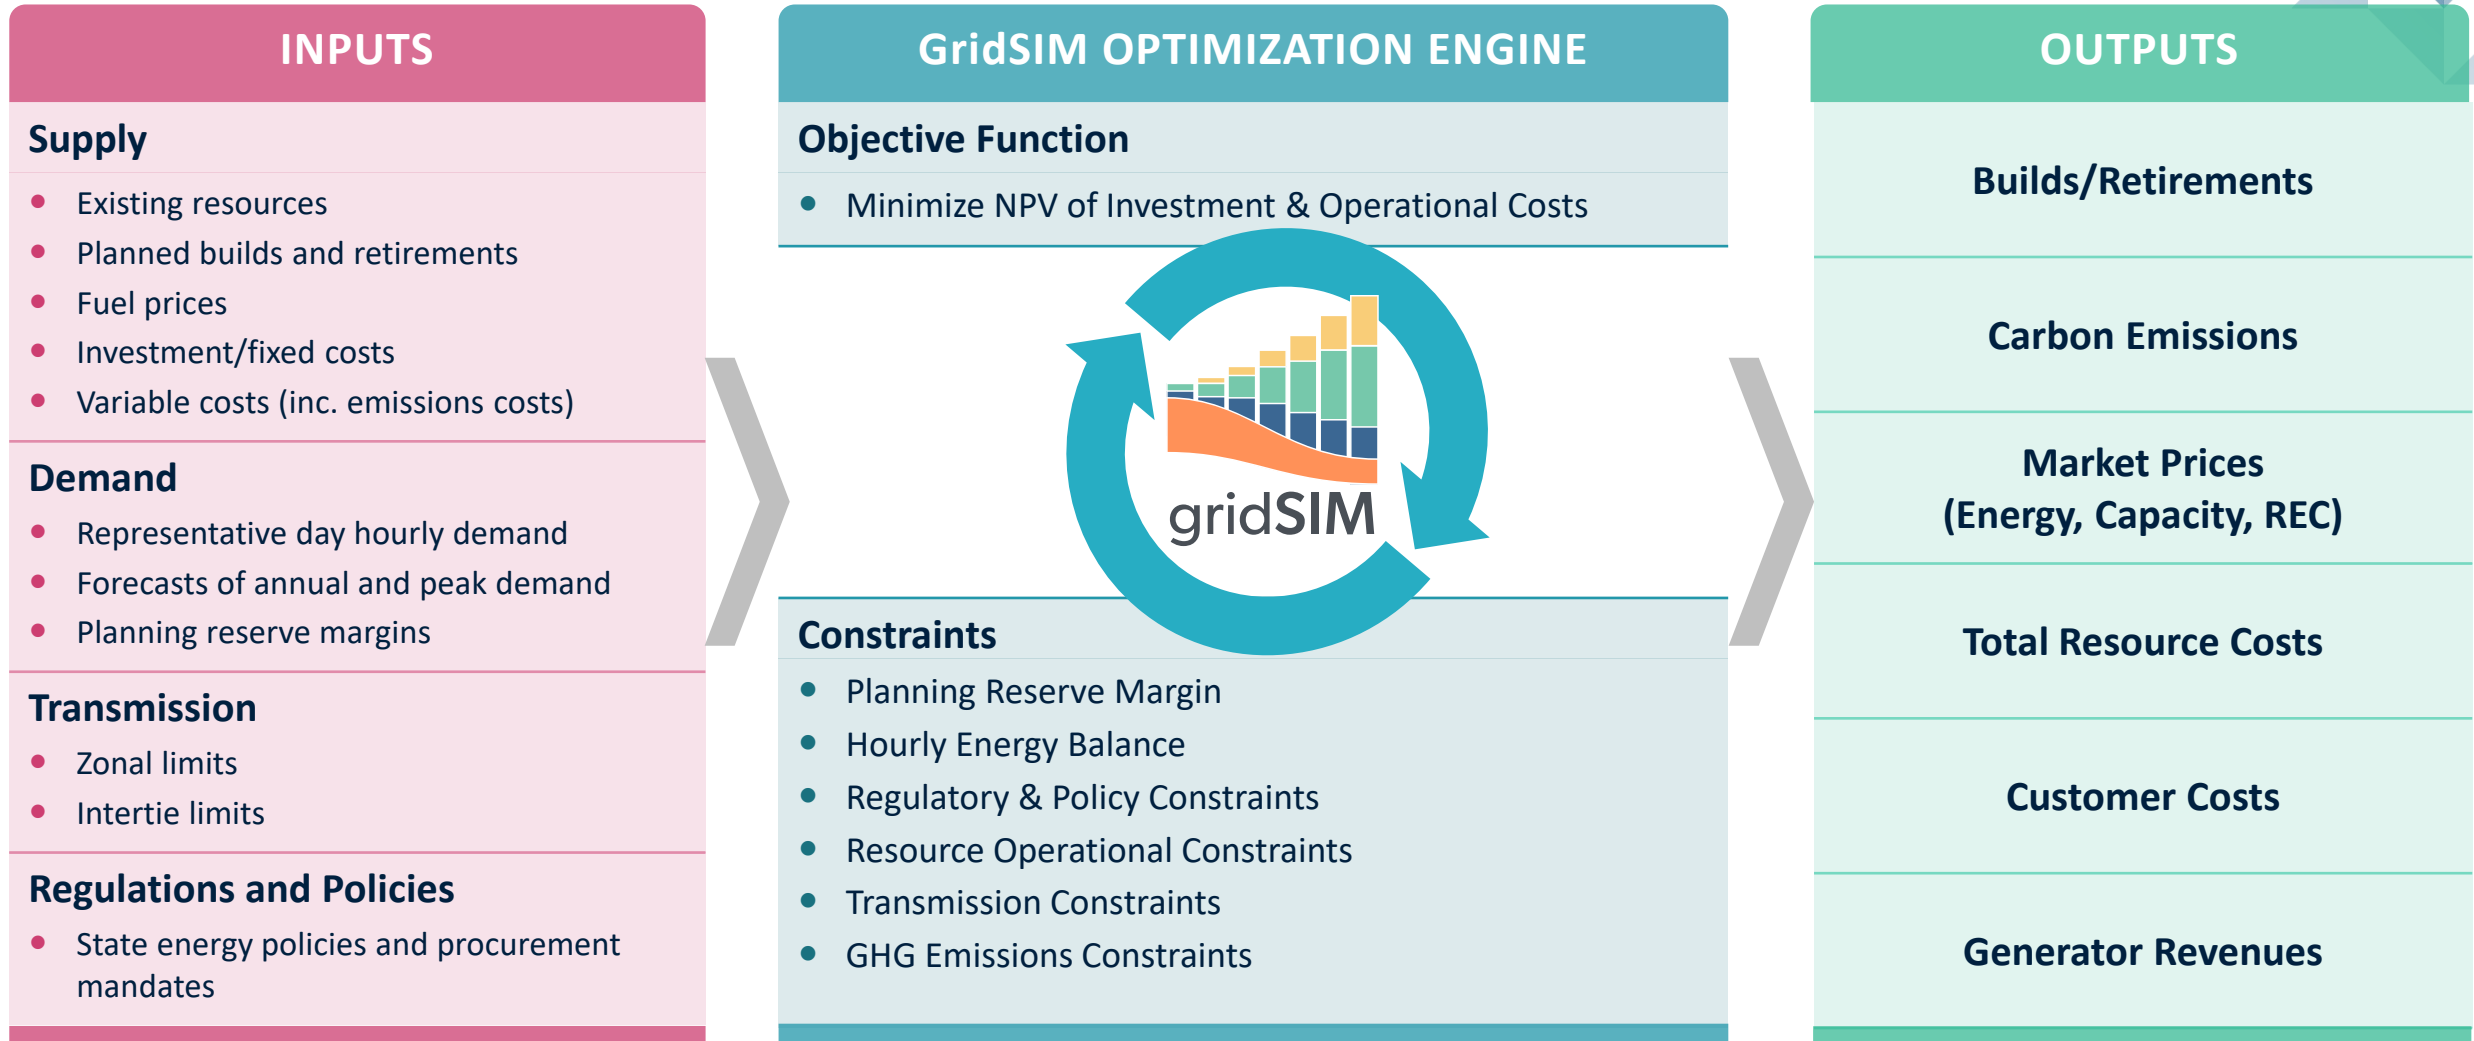 INPUTS
Supply
Existing resources
Planned builds and retirements
Fuel prices
Investment/fixed costs
Variable costs (inc. emissions costs)
Demand
Representative day hourly demand
Forecasts of annual and peak demand
Planning reserve margins
Transmission
Zonal limits
Intertie limits
Regulations and Policies
State energy policies and procurement
mandates
GridSIM OPTIMIZATION ENGINE
Objective Function
Minimize NPV of Investment & Operational Costs
gridSIM
Constraints
Planning Reserve Margin
Hourly Energy Balance
Regulatory & Policy Constraints
Resource Operational Constraints
Transmission Constraints
GHG Emissions Constraints
OUTPUTS
Builds/Retirements
Carbon Emissions
Market Prices
(Energy, Capacity, REC)
Total Resource Costs
Customer Costs
Generator Revenues